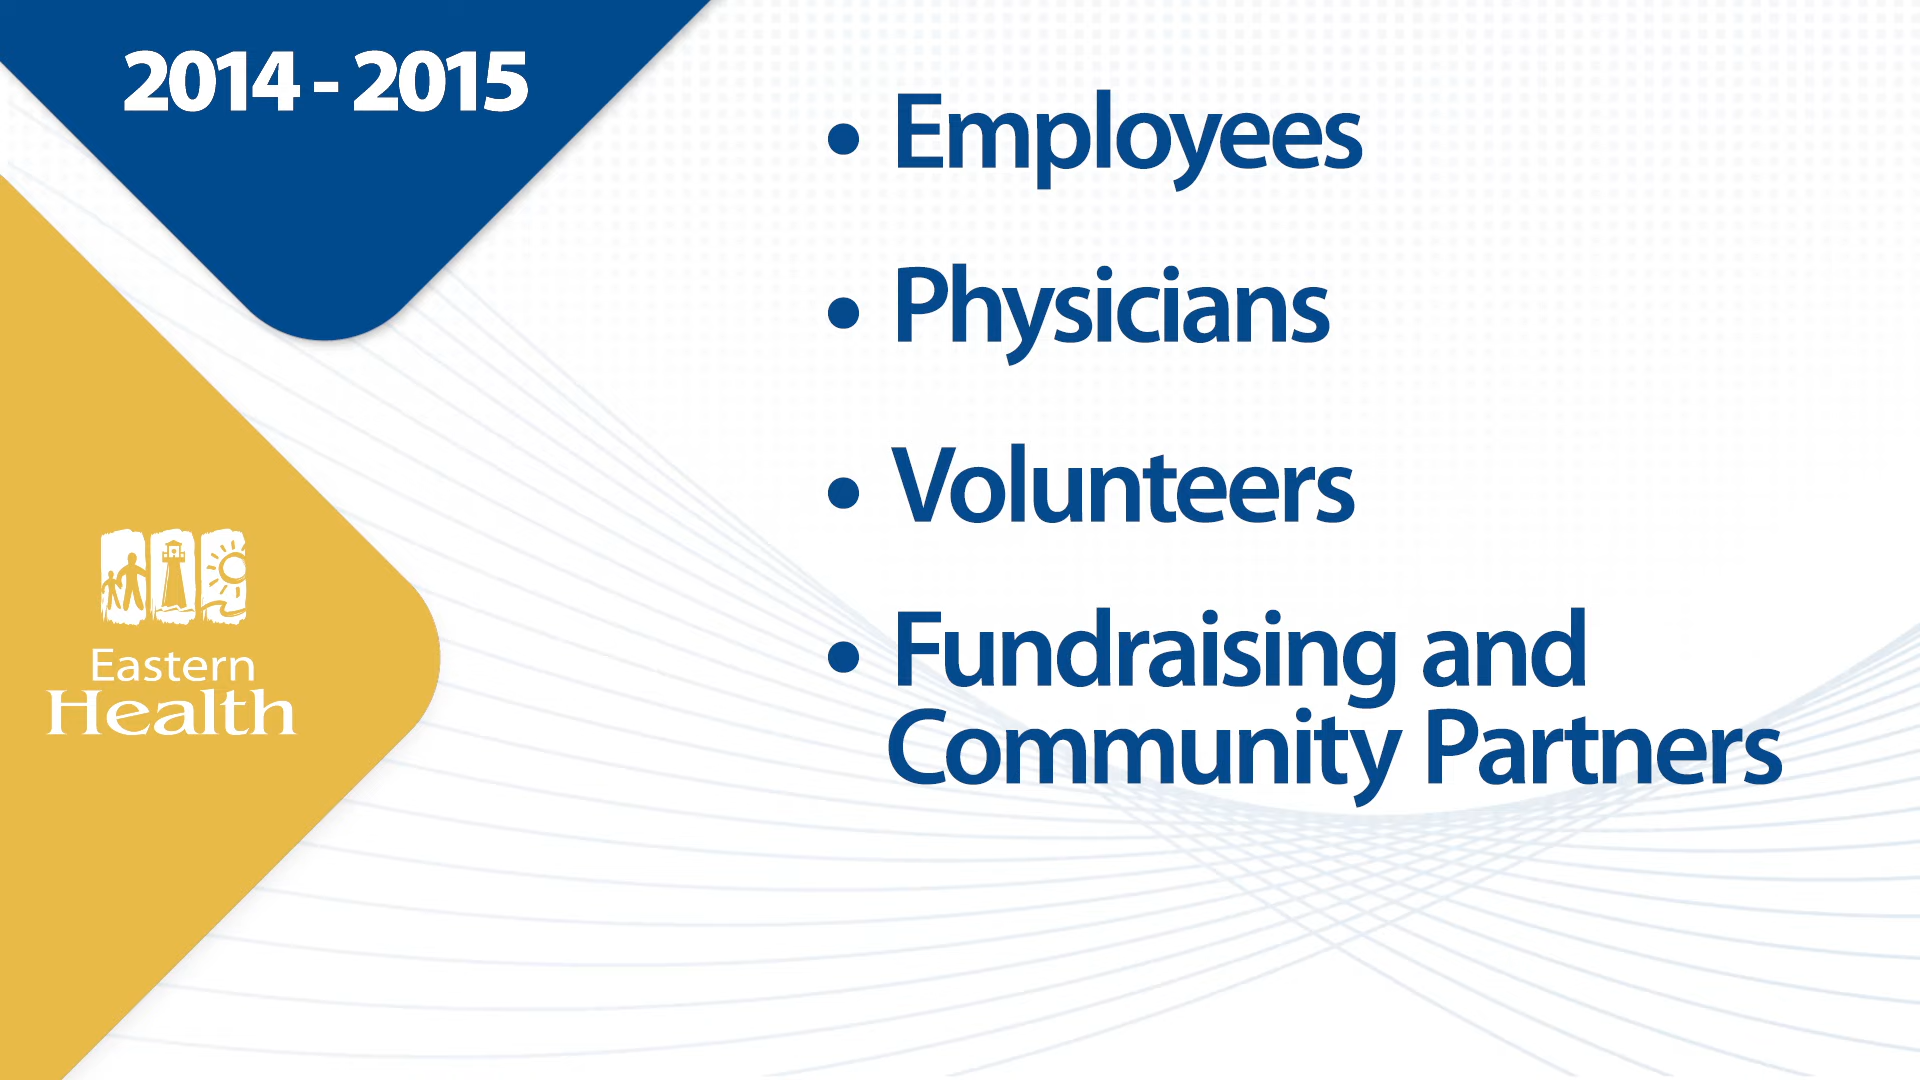 2014 - 2015
• Employees
• Physicians
• Volunteers
• Fundraising and
Community Partners
Eastern
Health